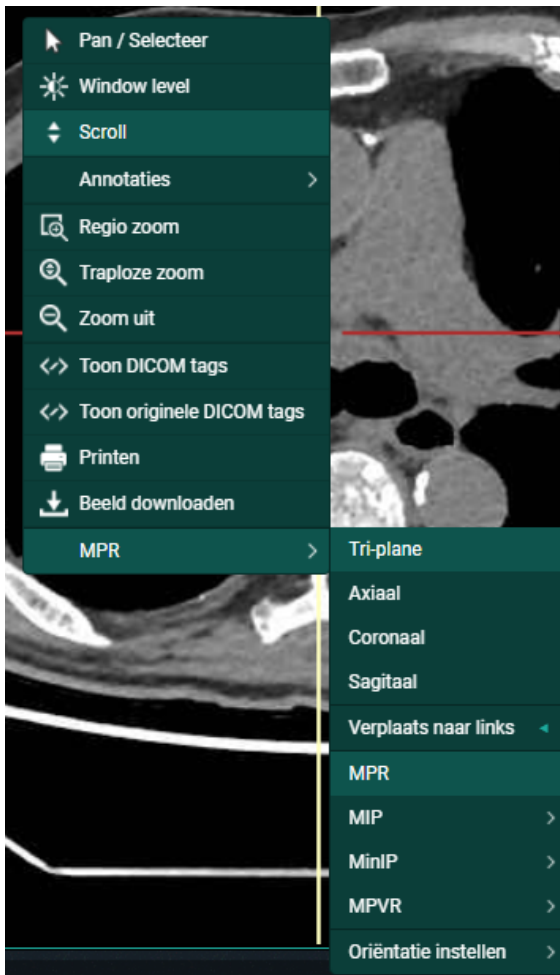 Pan / Selecteer
Window level
Scroll
Annotaties
Regio zoom
Traploze zoom
Zoom uit
Toon DICOM tags
Toon originele DICOM tags
Printen
Beeld downloaden
MPR
Tri-plane
Axiaal
Coronaal
Sagitaal
Verplaats naar links
MPR
MIP
MinIP
MPVR
Oriëntatie instellen